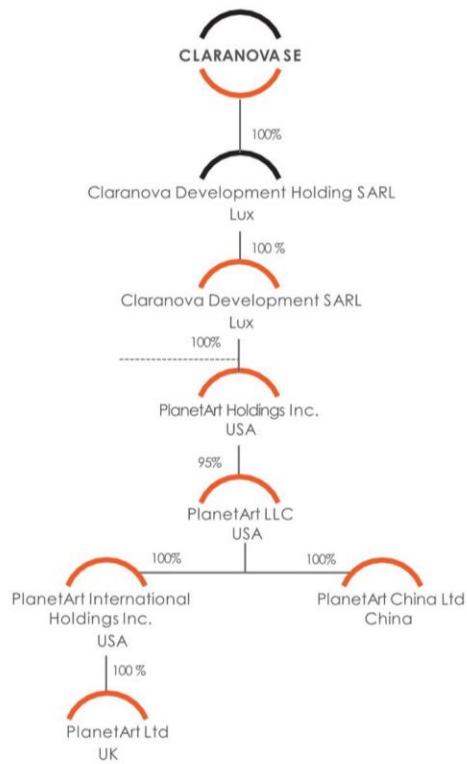 CLARANOVA SE
100%
Claranova Development Holding SARL
Lux
100 %
Claranova Development SARL
Lux
100%
PlanetArt Holdings Inc.
USA
95%
PlanetArt LLC
USA
100%
100%
PlanetArt International
Holdings Inc.
USA
PlanetArt China Ltd
China
100 %
PlanetArt Ltd
UK